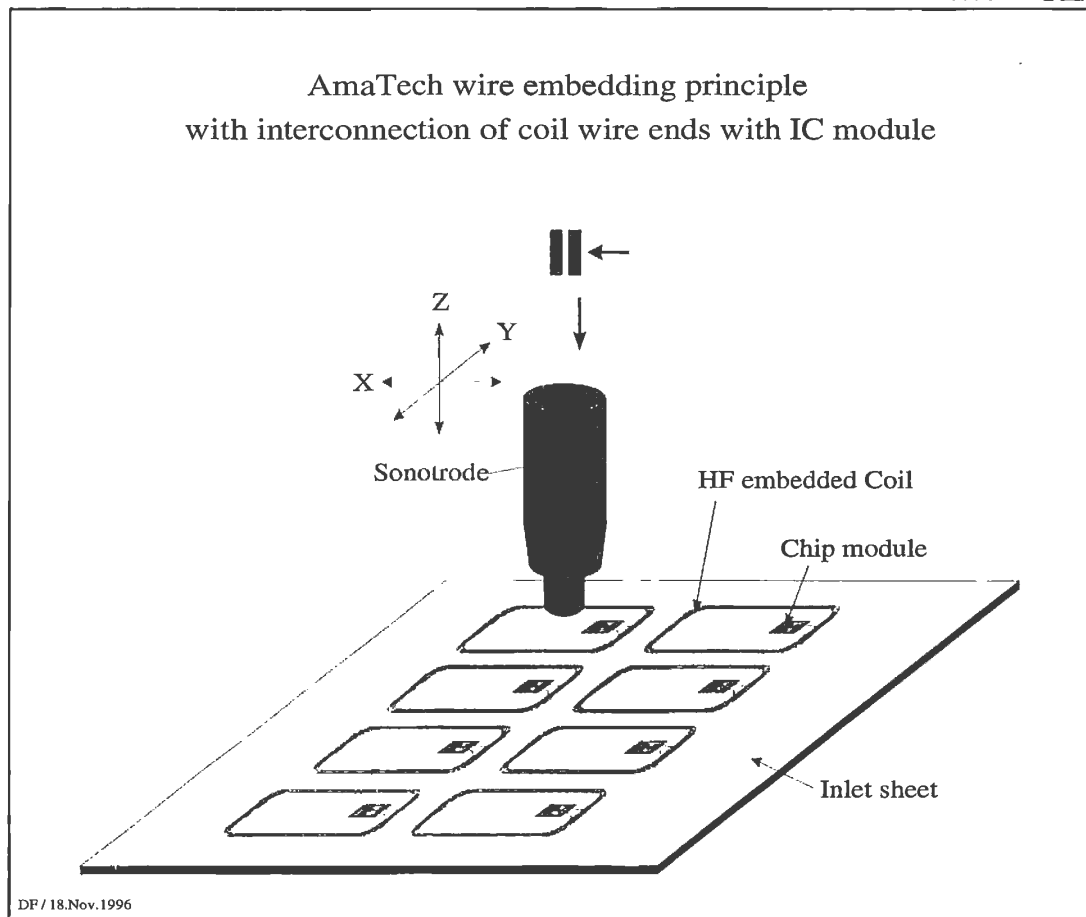 AmaTech wire embedding principle
with interconnection of coil wire ends with IC module
Z
Y
X
Sonotrode
HF embedded Coil
Chip module
Inlet sheet
DF / 18.Nov.1996